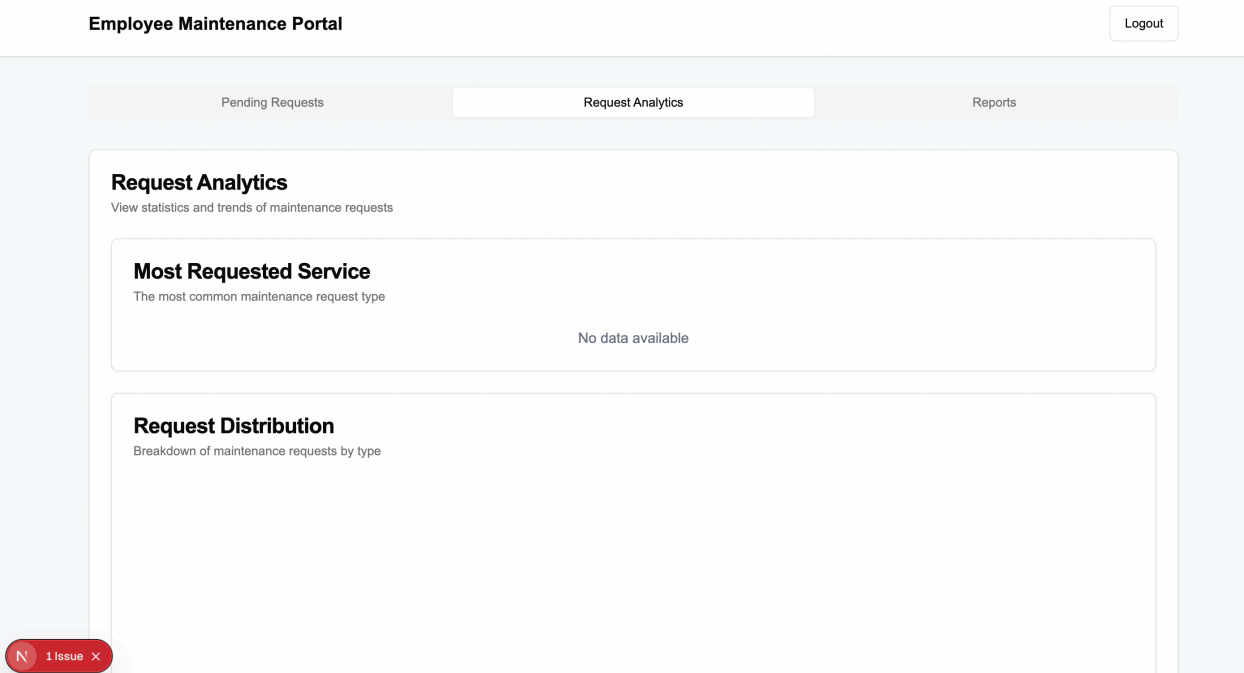 Employee Maintenance Portal
Logout
Pending Requests
Request Analytics
Reports
Request Analytics
View statistics and trends of maintenance requests
Most Requested Service
The most common maintenance request type
No data available
Request Distribution
Breakdown of maintenance requests by type
N 1 Issue